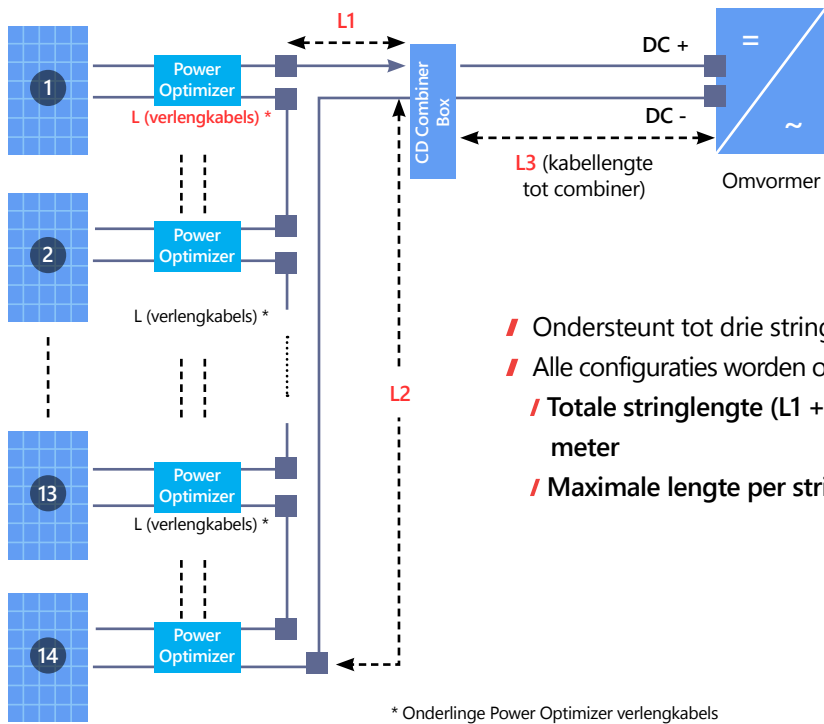 L1
1
Power
Optimizer
L (verlengkabels) *
CD Combiner
Box
DC +
DC -
=
~
L3 (kabellengte
tot combiner)
Omvormer
2
Power
Optimizer
L (verlengkabels) *
L2
Ondersteunt tot drie
Alle configuraties worden
Totale stringlengte (L1 +
meter
Maximale lengte per
13
Power
Optimizer
L (verlengkabels) *
14
Power
Optimizer
* Onderlinge Power Optimizer verlengkabels